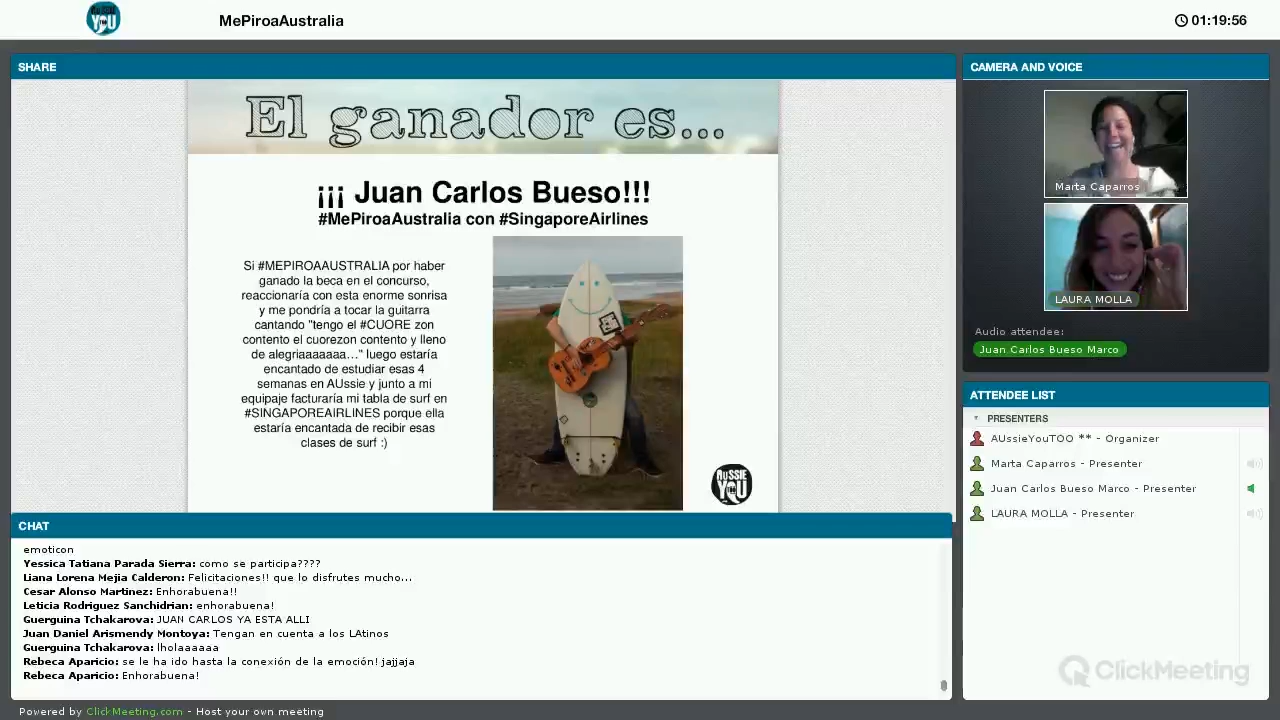 AUSSIE YOU TOO
MePiroaAustralia
01:19:56
SHARE
El ganador es...
¡¡¡ Juan Carlos Bueso!!!
#MePiroaAustralia con #SingaporeAirlines
Si #MEPIROAAUSTRALIA por haber
ganado la beca en el concurso,
reaccionaría con esta enorme sonrisa
y me pondría a tocar la guitarra
cantando "tengo el #CUORE zon
contento el cuorezon contento y lleno
de alegriaaaaaaa..." luego estaría
encantado de estudiar esas 4
semanas en AUssie y junto a mi
equipaje facturaría mi tabla de surf en
#SINGAPOREAIRLINES porque ella
estaría encantada de recibir esas
clases de surf :)
AUSSIE YOU TOO
CAMERA AND VOICE
Marta Caparros
LAURA MOLLA
Audio attendee:
Juan Carlos Bueso Marco
ATTENDEE LIST
PRESENTERS
AUssieYouTOO ** - Organizer
Marta Caparros - Presenter
Juan Carlos Bueso Marco - Presenter
LAURA MOLLA - Presenter
ClickMeeting
CHAT
emoticon
Yessica Tatiana Parada Sierra: como se participa????
Liana Lorena Mejia Calderon: Felicitaciones!! que lo disfrutes mucho...
Cesar Alonso Martinez: Enhorabuena!!
Leticia Rodriguez Sanchidrian: enhorabuena!
Guerguina Tchakarova: JUAN CARLOS YA ESTA ALLI
Juan Daniel Arismendy Montoya: Tengan en cuenta a los LAtinos
Guerguina Tchakarova: lholaaaaaa
Rebeca Aparicio: se le ha ido hasta la conexión de la emoción! jajjaja
Rebeca Aparicio: Enhorabuena!
Powered by ClickMeeting.com - Host your own meeting